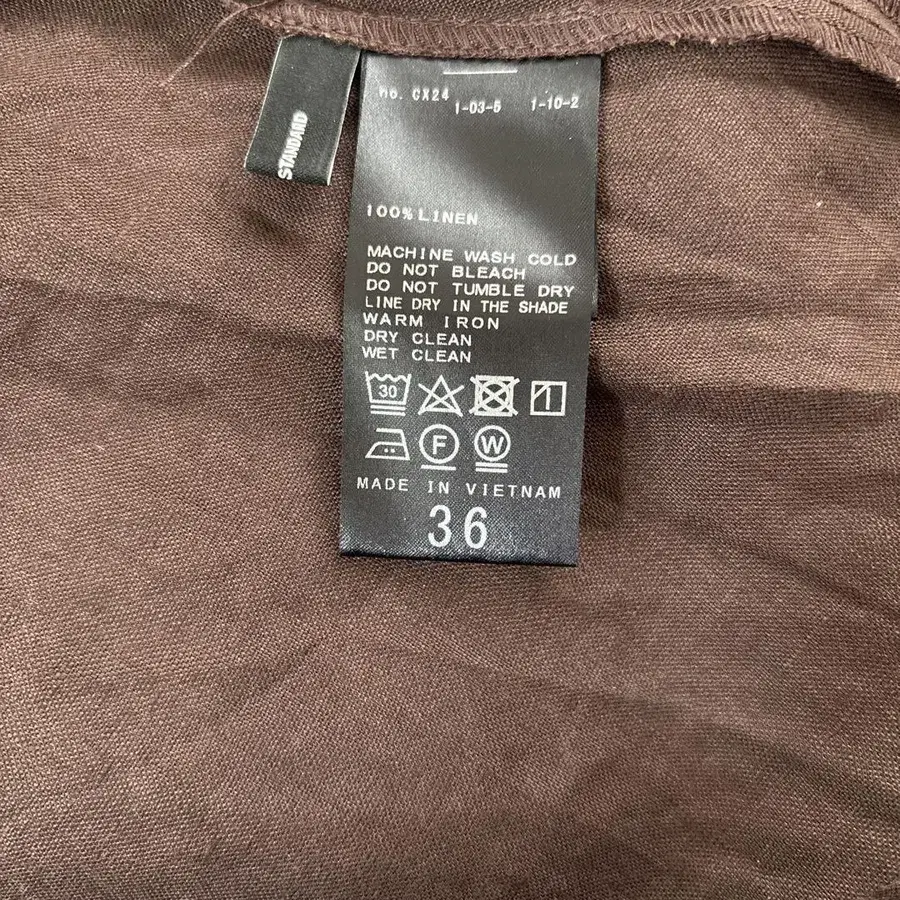 STANDARD
No. CX24 1-03-5 1-10-2
100% LINEN
MACHINE WASH COLD
DO NOT BLEACH
DO NOT TUMBLE DRY
LINE DRY IN THE SHADE
WARM IRON
DRY CLEAN
WET CLEAN
30
F W
MADE IN VIETNAM
36